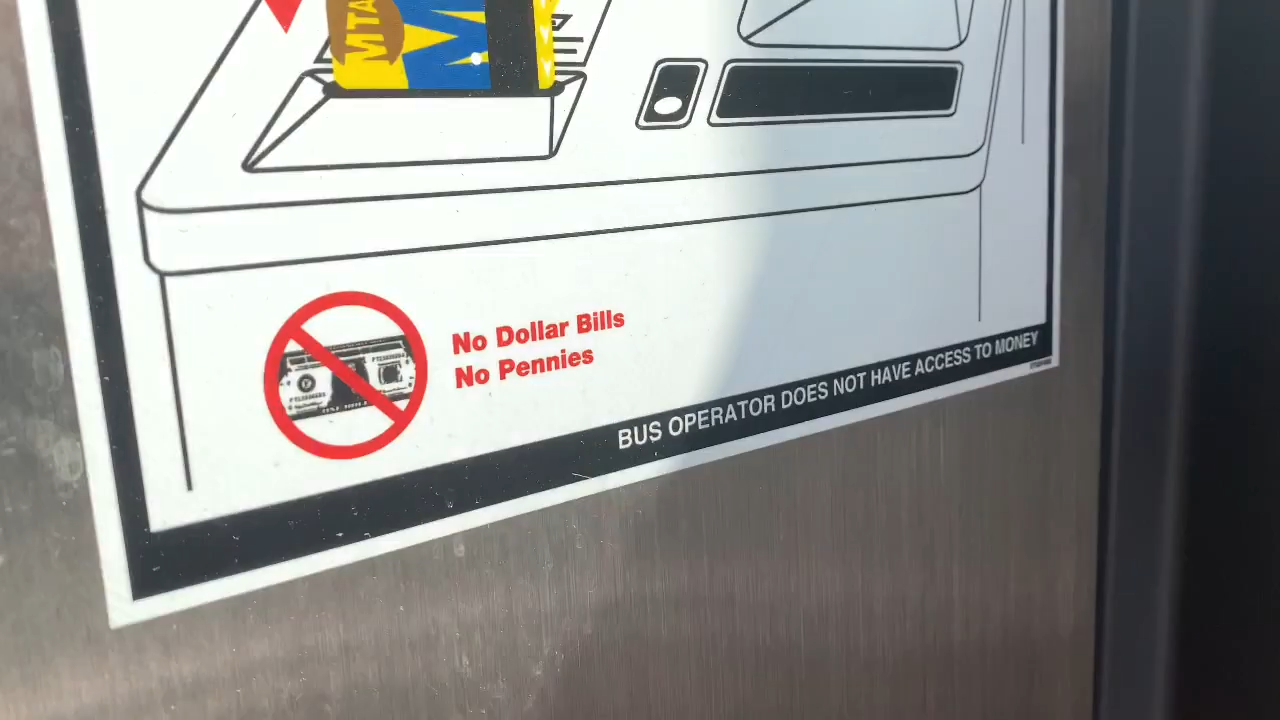 MTA
M
No Dollar Bills
No Pennies
BUS OPERATOR DOES NOT HAVE ACCESS TO MONEY